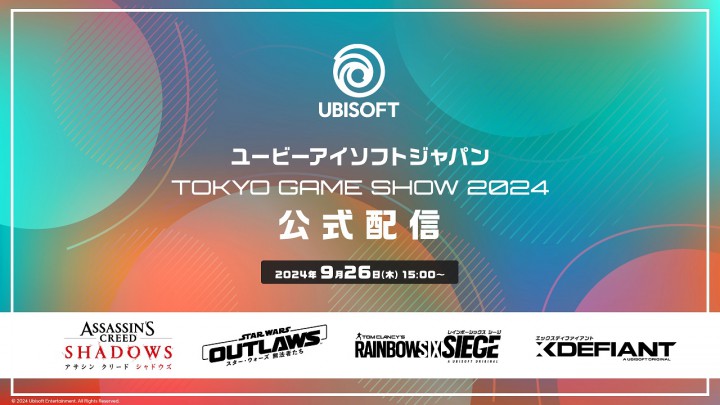 UBISOFT
ユービーアイソフトジャパン
TOKYO GAME SHOW 2024
公式配信
2024年 9月26日(木) 15:00~
ASSASSIN'S
CREED
SHADOWS
アサシン クリード シャドウズ
STAR WARS
OUTLAWS
スター・ウォーズ 無法者たち
レインボーシックス シージ
TOM CLANCY'S
RAINBOWSIX SIEGE
A UBISOFT ORIGINAL
エックスディファイアント
XDEFIANT
A UBISOFT ORIGINAL
© 2024 Ubisoft Entertainment. All Rights Reserved.